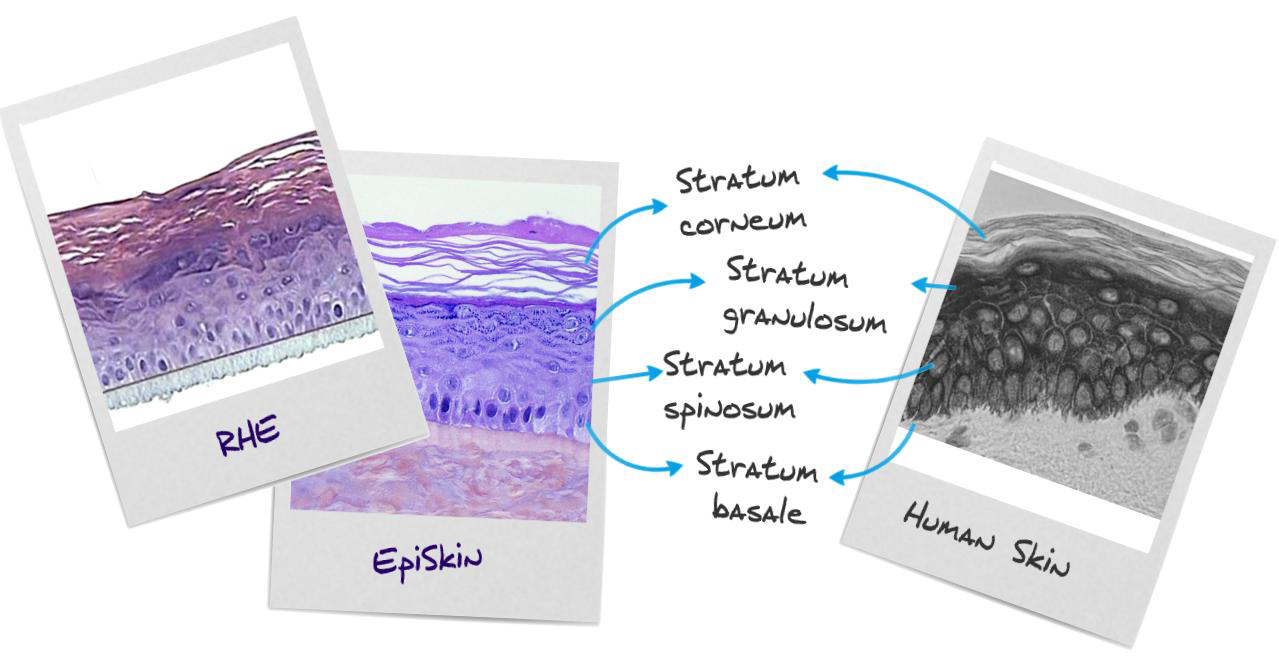 RHE
EpiSkin
Stratum
corneum
Stratum
granulosum
Stratum
spinosum
Stratum
basale
Human Skin